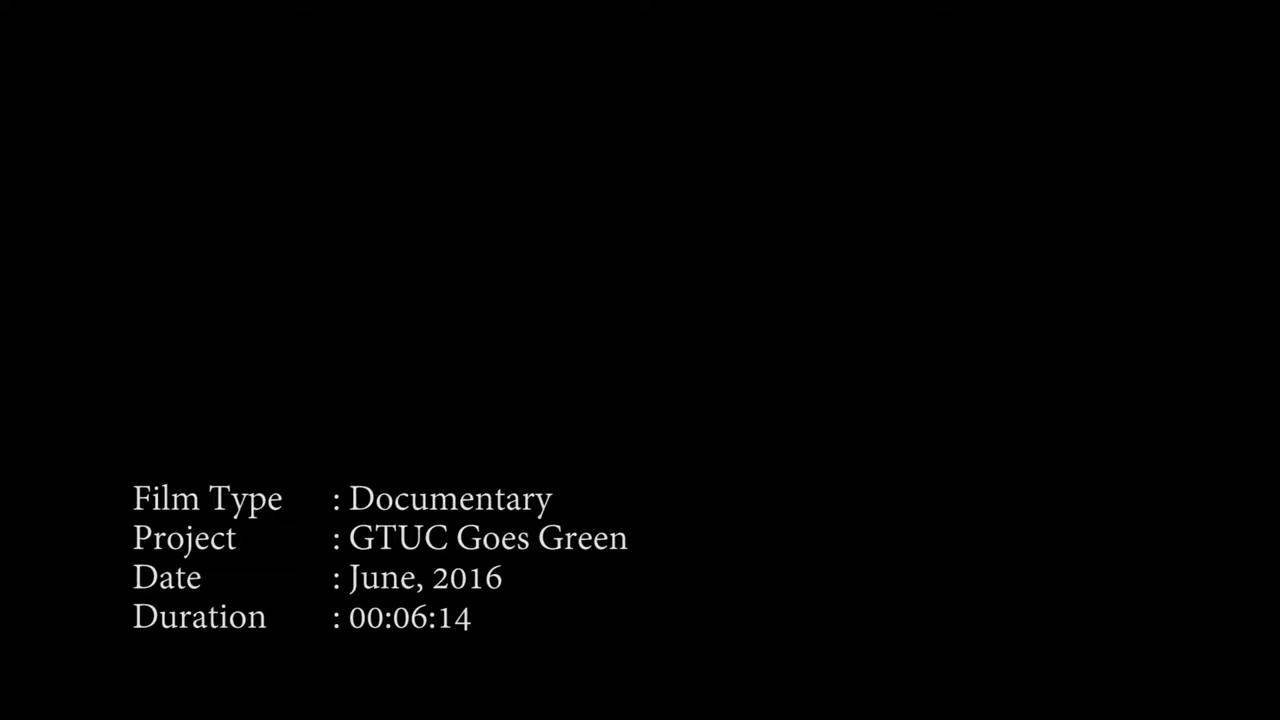 Film Type : Documentary
Project : GTUC Goes Green
Date : June, 2016
Duration : 00:06:14